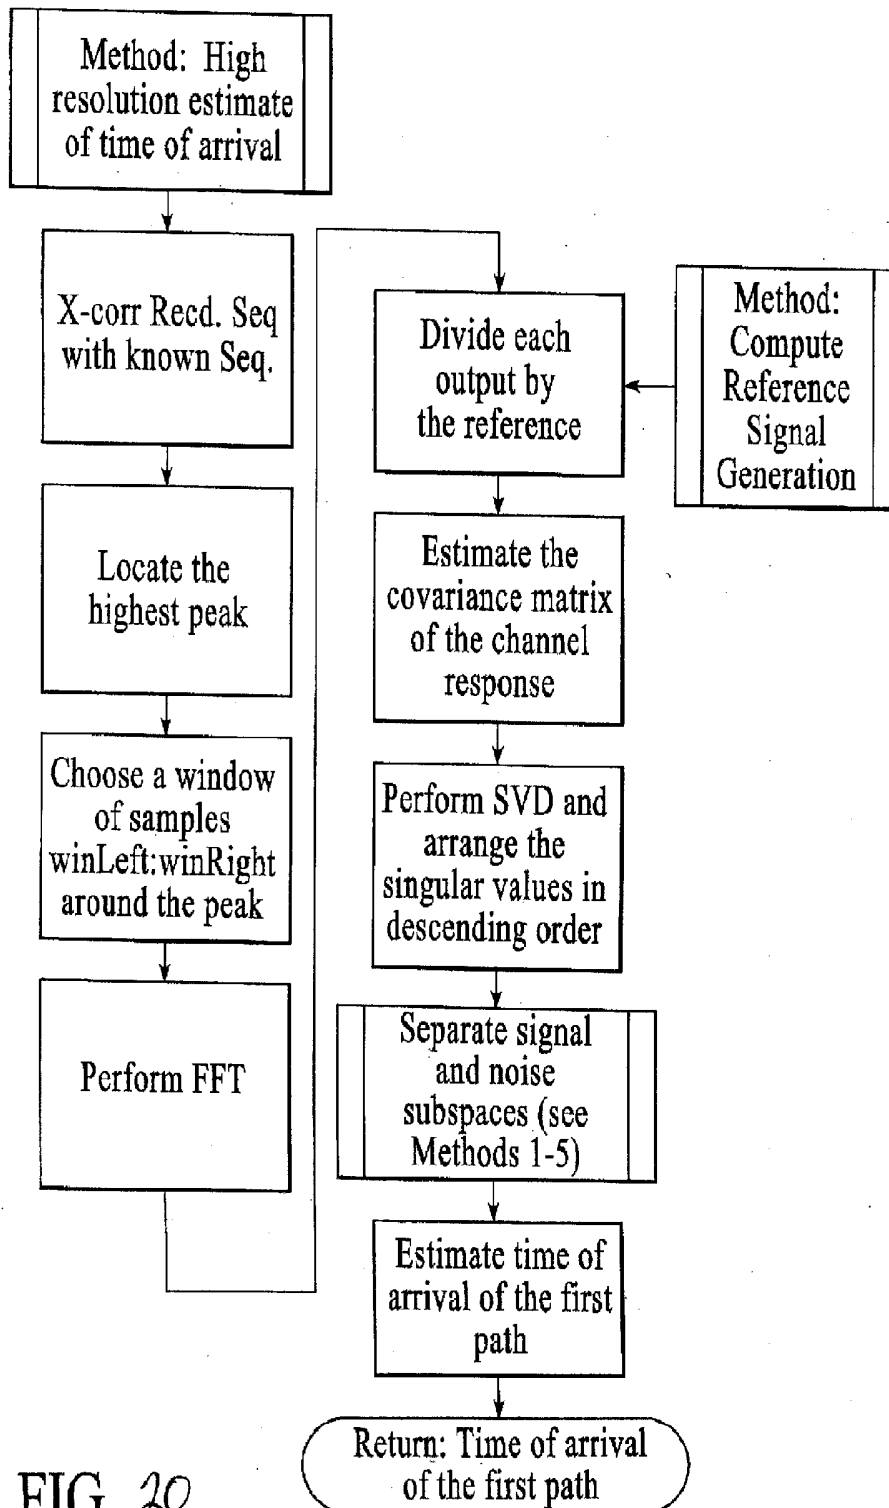 Method: High
resolution estimate
of time of arrival
X-corr Recd. Seq
with known Seq.
Locate the
highest peak
Choose a window
of samples
winLeft:winRight
around the peak
Perform FFT
Divide each
output by
the reference
Method:
Compute
Reference
Signal
Generation
Estimate the
covariance matrix
of the channel
response
Perform SVD and
arrange the
singular values in
descending order
Separate signal
and noise
subspaces (see
Methods 1-5)
Estimate time of
arrival of the first
path
Return: Time of arrival
of the first path
FIG 20